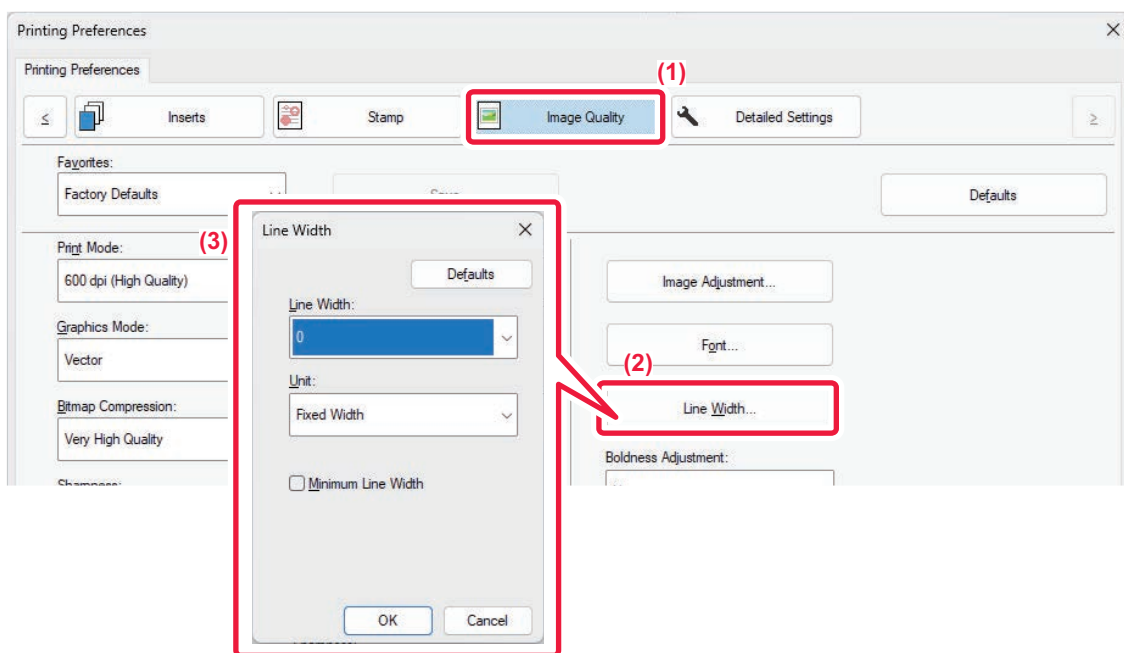 Printing Preferences
Printing Preferences
(1)
< Inserts Stamp Image Quality Detailed Settings >
Favorites:
Factory Defaults
Save
Defaults
Print Mode:
600 dpi (High Quality)
Graphics Mode:
Vector
Bitmap Compression:
Very High Quality
Sharpness:
(3)
Line Width
Defaults
Line Width:
0
Unit:
Fixed Width
Minimum Line Width
OK Cancel
Image Adjustment...
Font...
(2)
Line Width...
Boldness Adjustment: